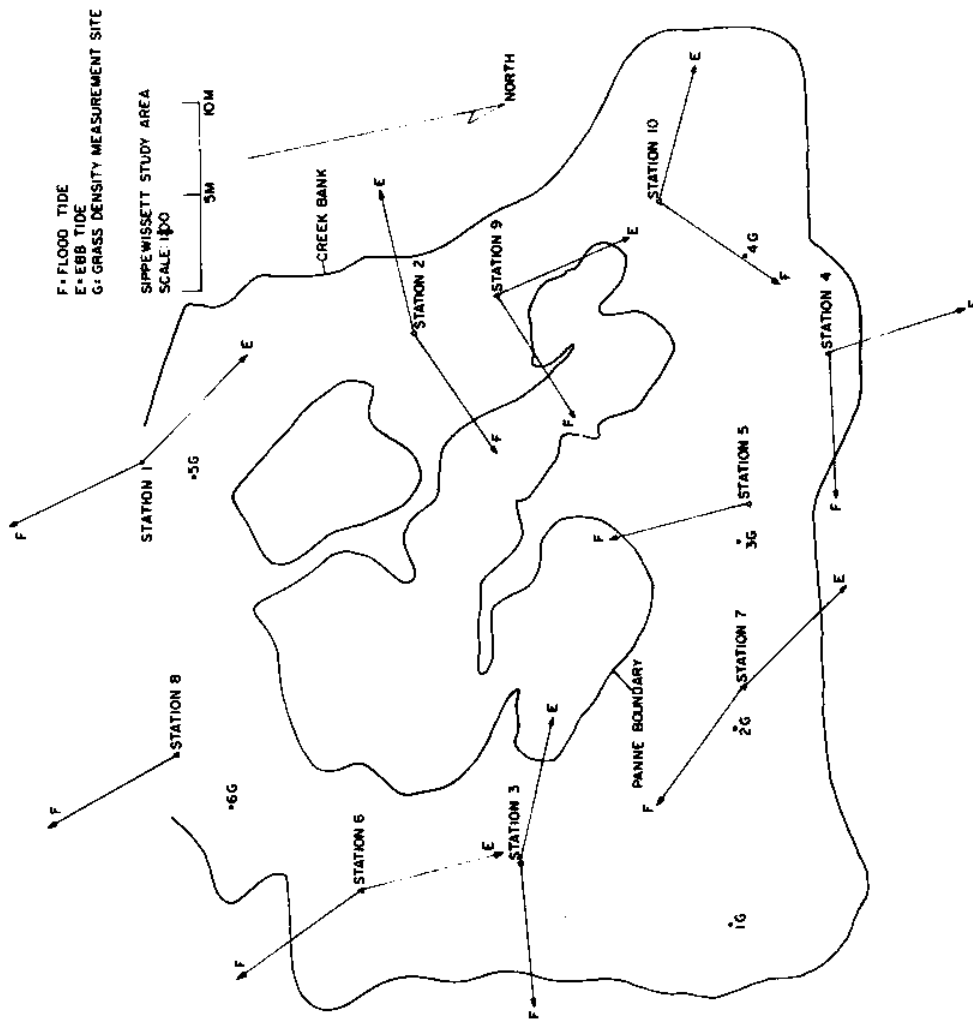 F= FLOOD TIDE
E= EBB TIDE
G= GRASS DENSITY MEASUREMENT SITE
SIPPEWISSETT STUDY AREA
SCALE 1:100
5M
10M
NORTH
F
STATION 1
E
5G
CREEK BANK
E
STATION 2
F
STATION 8
F
6G
STATION 6
F
E
STATION 3
E
F
STATION 9
E
F
STATION 10
E
F
4G
STATION 4
F
E
STATION 5
F
3G
STATION 7
E
F
2G
PANNE BOUNDARY
1G